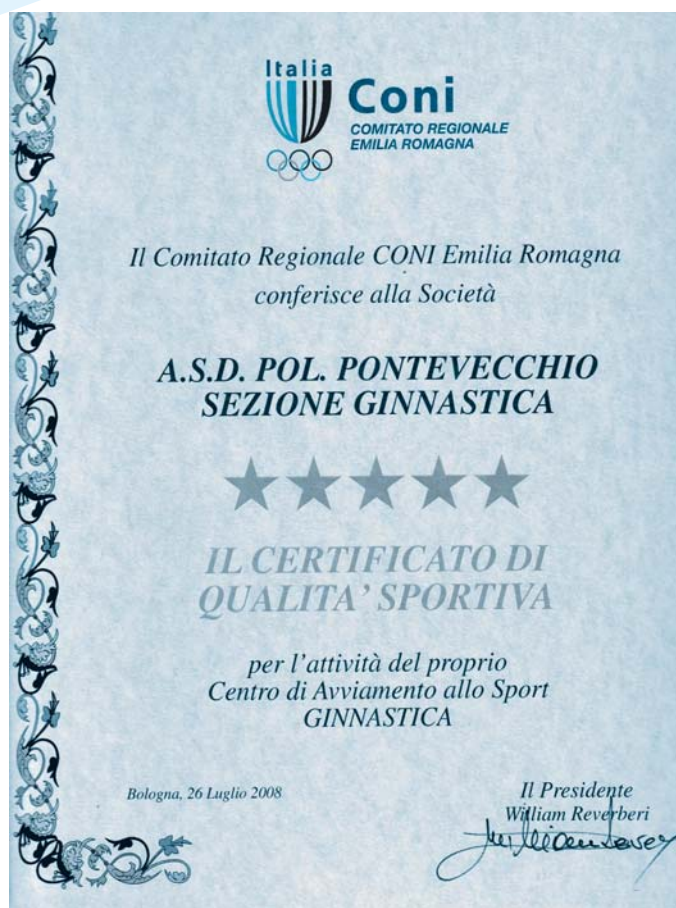 Italia
Coni
COMITATO REGIONALE
EMILIA ROMAGNA
Il Comitato Regionale CONI Emilia Romagna
conferisce alla Società
A.S.D. POL. PONTEVECCHIO
SEZIONE GINNASTICA
IL CERTIFICATO DI
QUALITA' SPORTIVA
per l'attività del proprio
Centro di Avviamento allo Sport
GINNASTICA
Bologna, 26 Luglio 2008
Il Presidente
William Reverberi